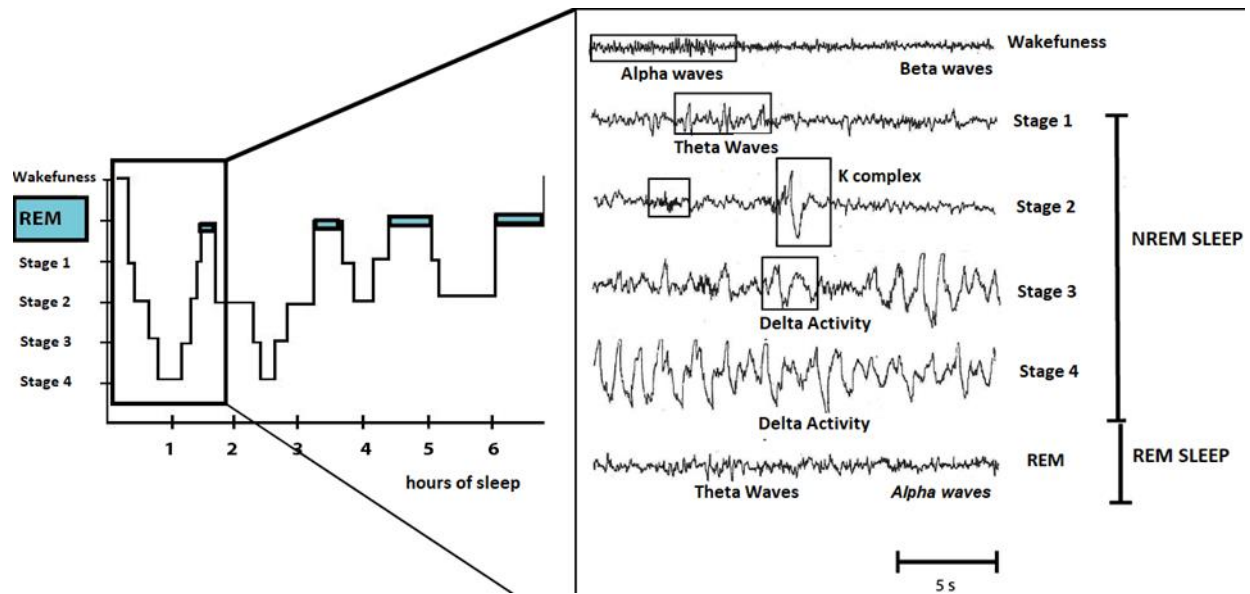 Wakefuness
REM
Stage 1
Stage 2
Stage 3
Stage 4
1 2 3 4 5 6
hours of sleep
Wakefuness
Alpha waves
Beta waves
Stage 1
Theta Waves
K complex
Stage 2
NREM SLEEP
Stage 3
Delta Activity
Stage 4
Delta Activity
REM
REM SLEEP
Theta Waves
Alpha waves
5 s